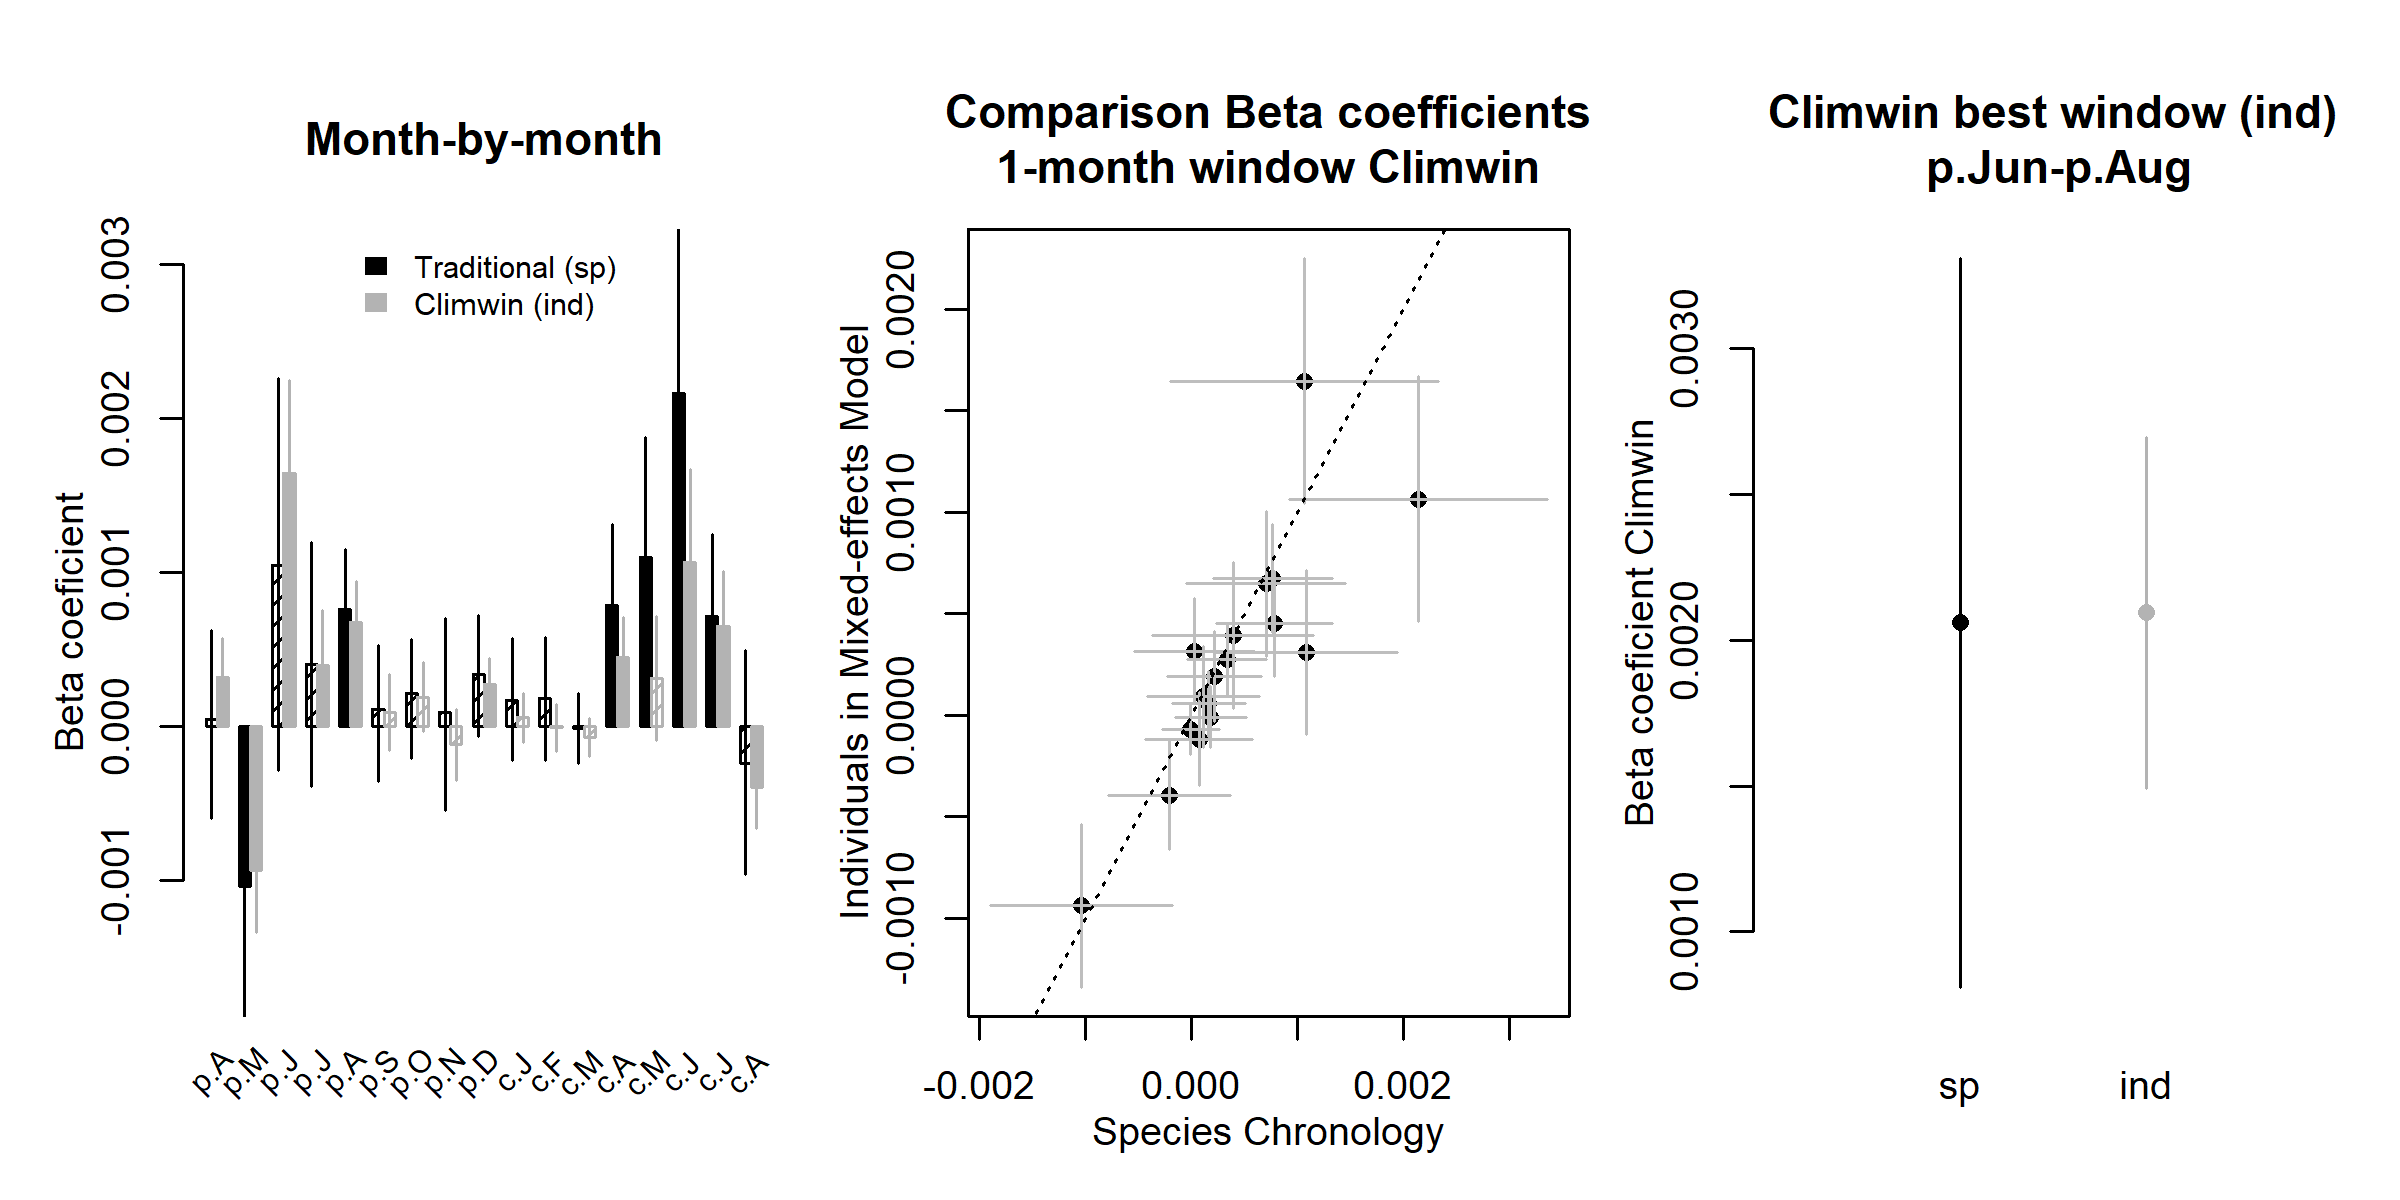 Month-by-month
Beta coeficient
0.003
0.002
0.001
0.000
-0.001
Traditional (sp)
Climwin (ind)
p.A
p.M
p.J
p.J
p.A
p.S
p.O
p.N
p.D
c.J
c.F
c.M
c.A
c.M
c.J
c.J
c.A
Comparison Beta coefficients
1-month window Climwin
Individuals in Mixed-effects Model
0.0020
0.0010
0.0000
-0.0010
-0.002
0.000
0.002
Species Chronology
Climwin best window (ind)
p.Jun-p.Aug
Beta coeficient Climwin
0.0030
0.0020
0.0010
sp
ind